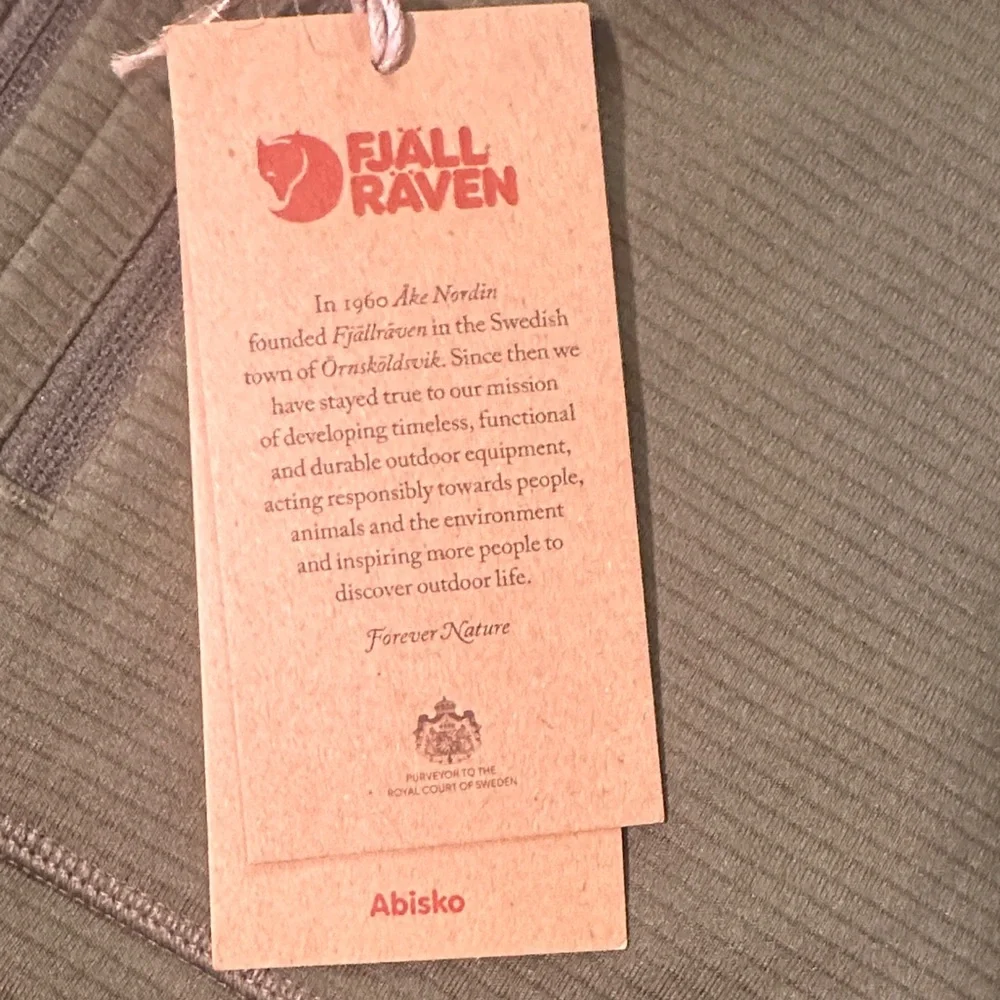 FJÄLL
RÄVEN
In 1960 Åke Nordin
founded Fjällräven in the Swedish
town of Örnsköldsvik. Since then we
have stayed true to our mission
of developing timeless, functional
and durable outdoor equipment,
acting responsibly towards people,
animals and the environment
and inspiring more people to
discover outdoor life.
Forever Nature
PURVEYOR TO THE
ROYAL COURT OF SWEDEN
Abisko